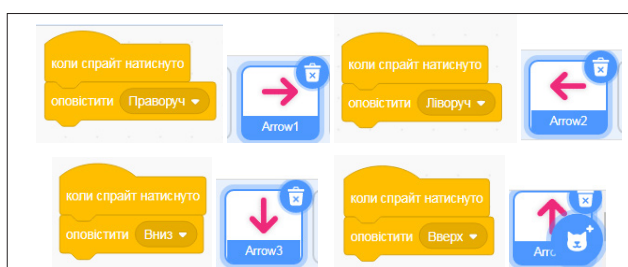 коли спрайт натиснуто
оповістити Праворуч
Arrow1
коли спрайт натиснуто
оповістити Ліворуч
Arrow2
коли спрайт натиснуто
оповістити Вниз
Arrow3
коли спрайт натиснуто
оповістити Вверх